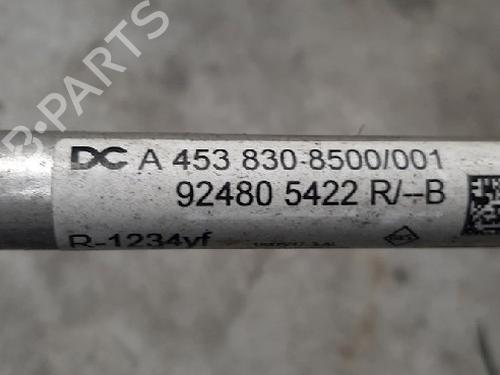 DC A 453 830-8500/001
92480 5422 R/--B
R-1234yf
B-PARTS